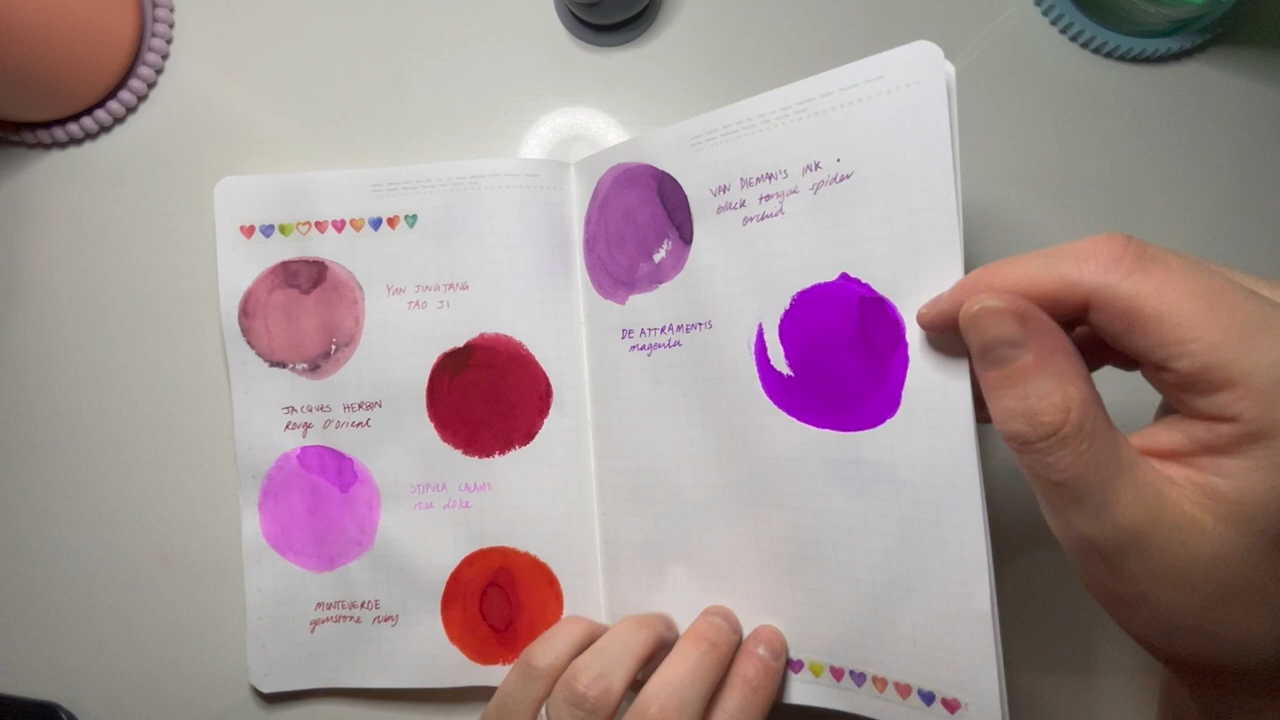 YUN JINGTANG
TAO JI
JACQUES HERBIN
Rouge D'orient
STIPULA CALAMO
rosa dolce
MONTEVERDE
gemstone ruby
VAN DIEMAN'S INK
black tongue spider
orchid
DE ATTRAMENTIS
magenta